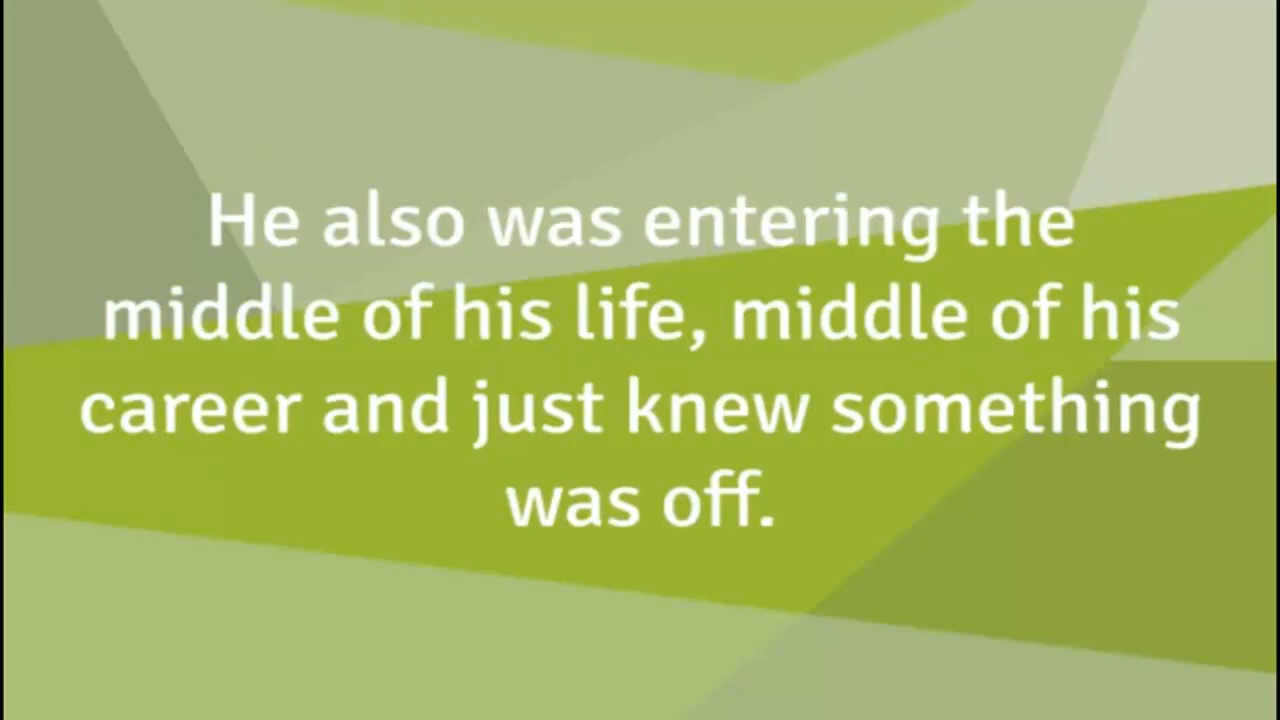 He also was entering the
middle of his life, middle of his
career and just knew something
was off.